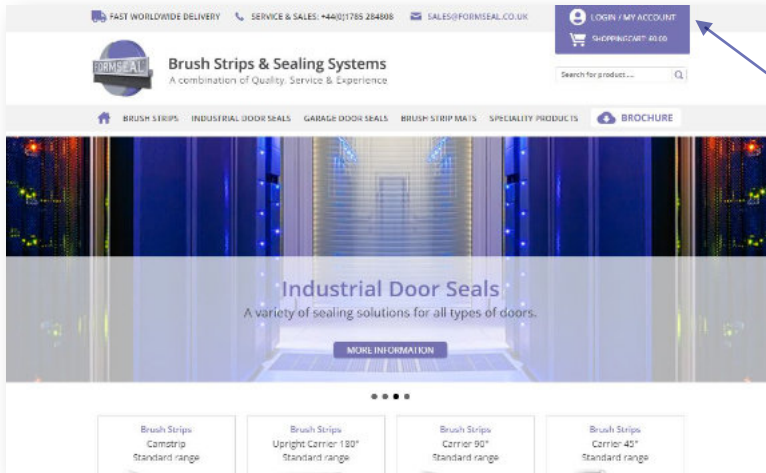 FAST WORLDWIDE DELIVERY SERVICE & SALES: +44(0)1785 284808 SALES@FORMSEAL.CO.UK
LOGIN / MY ACCOUNT
SHOPPINGCART: £0.00
FORMSEAL
Brush Strips & Sealing Systems
A combination of Quality, Service & Experience
Search for product....
BRUSH STRIPS INDUSTRIAL DOOR SEALS GARAGE DOOR SEALS BRUSH STRIP MATS SPECIALITY PRODUCTS BROCHURE
Industrial Door Seals
A variety of sealing solutions for all types of doors.
MORE INFORMATION
Brush Strips
Camstrip
Standard range
Brush Strips
Upright Carrier 180°
Standard range
Brush Strips
Carrier 90°
Standard range
Brush Strips
Carrier 45°
Standard range